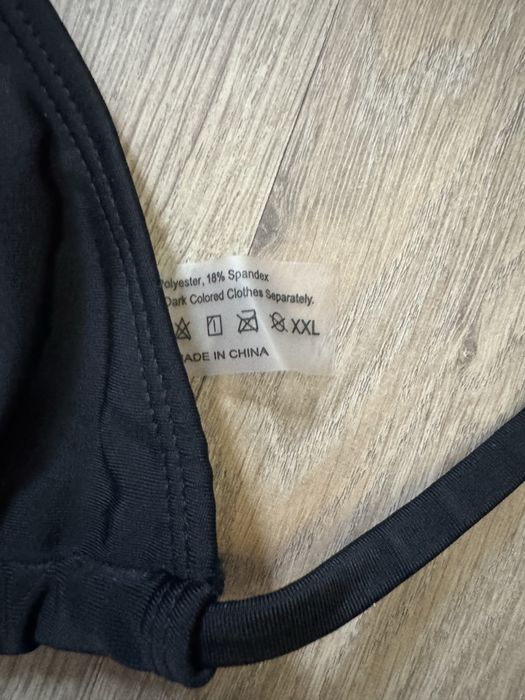 Polyester, 18% Spandex
Dark Colored Clothes Separately.
XXL
MADE IN CHINA